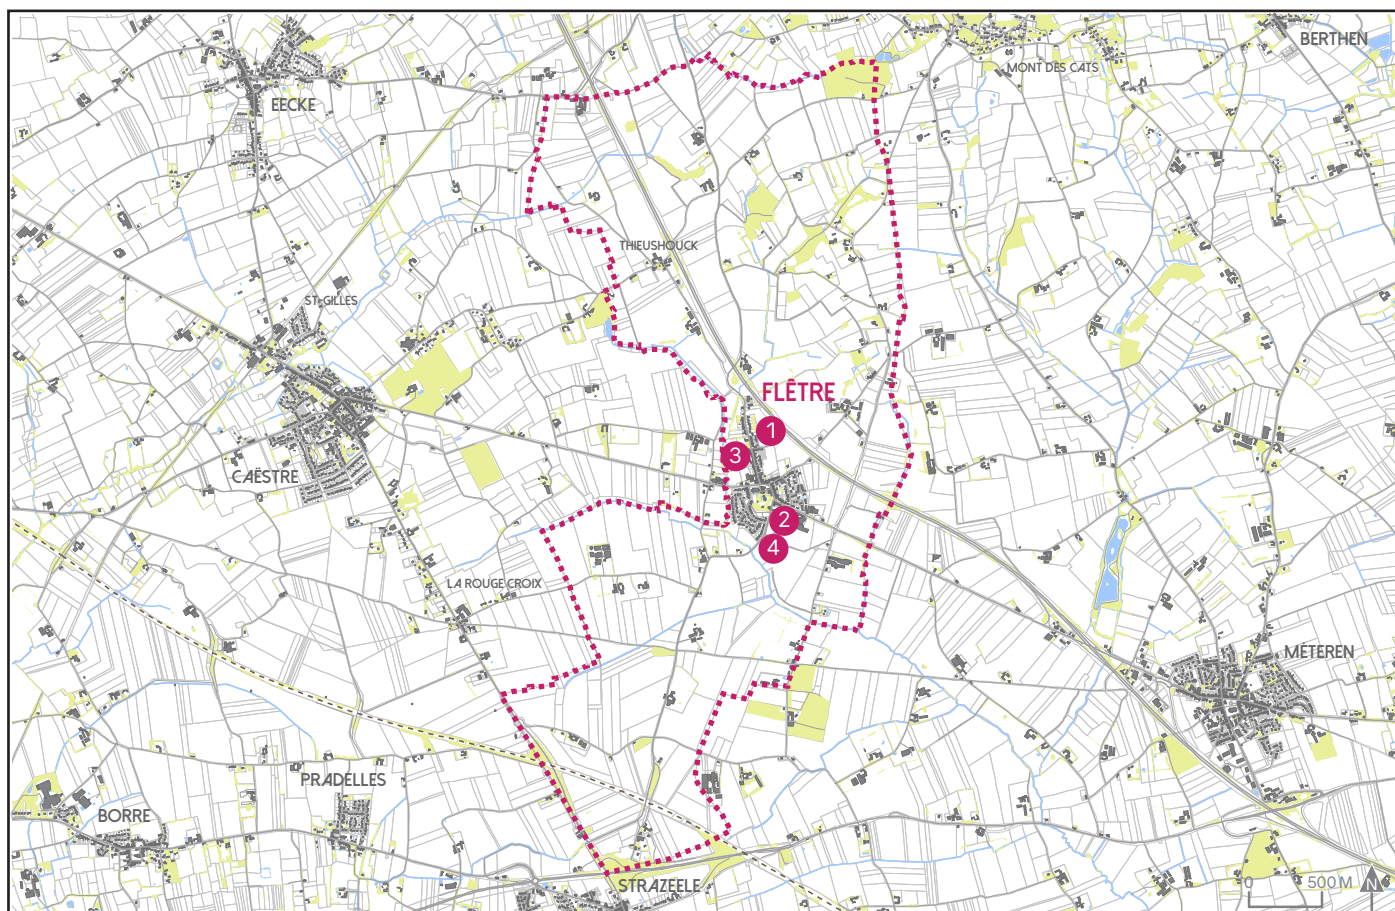 BERTHEN
MONT DES CATS
EECKE
THIEUSHOUCK
ST-GILLES
FLÊTRE
1
3
CAËSTRE
2
4
LA ROUGE CROIX
METEREN
PRADELLES
BORRE
STRAZEELE
0 500 M N